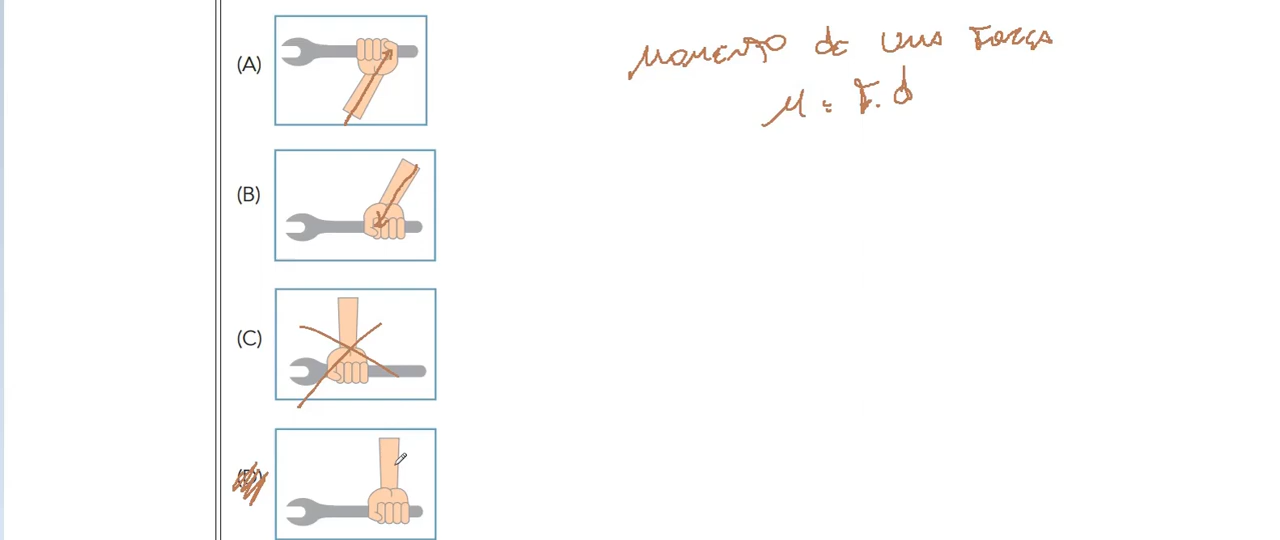 (A)
Momento de uma Força
M = F.d
(B)
(C)